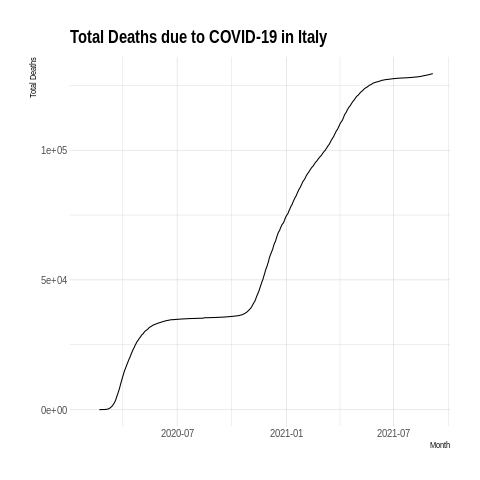 Total Deaths due to COVID-19 in Italy
Total Deaths
1e+05
5e+04
0e+00
2020-07
2021-01
2021-07
Month